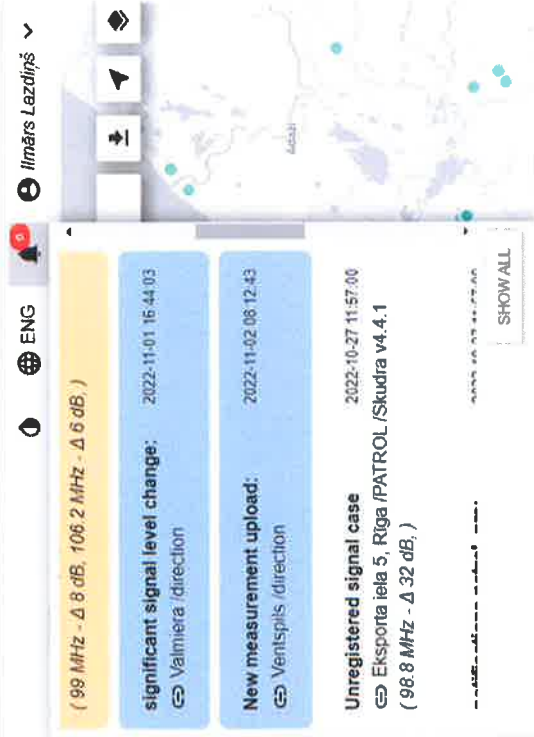 ENG
Ilmārs Lazdiņš
0
( 99 MHz - Δ 8 dB, 106.2 MHz - Δ 6 dB, )
significant signal level change:
2022-11-01 16:44:03
Valmiera /direction
New measurement upload:
2022-11-02 08:12:43
Ventspils /direction
Unregistered signal case
2022-10-27 11:57:00
Eksporta iela 5, Rīga /PATROL /Skudra v4.4.1
( 98.8 MHz - Δ 32 dB, )
SHOW ALL
Ādaži